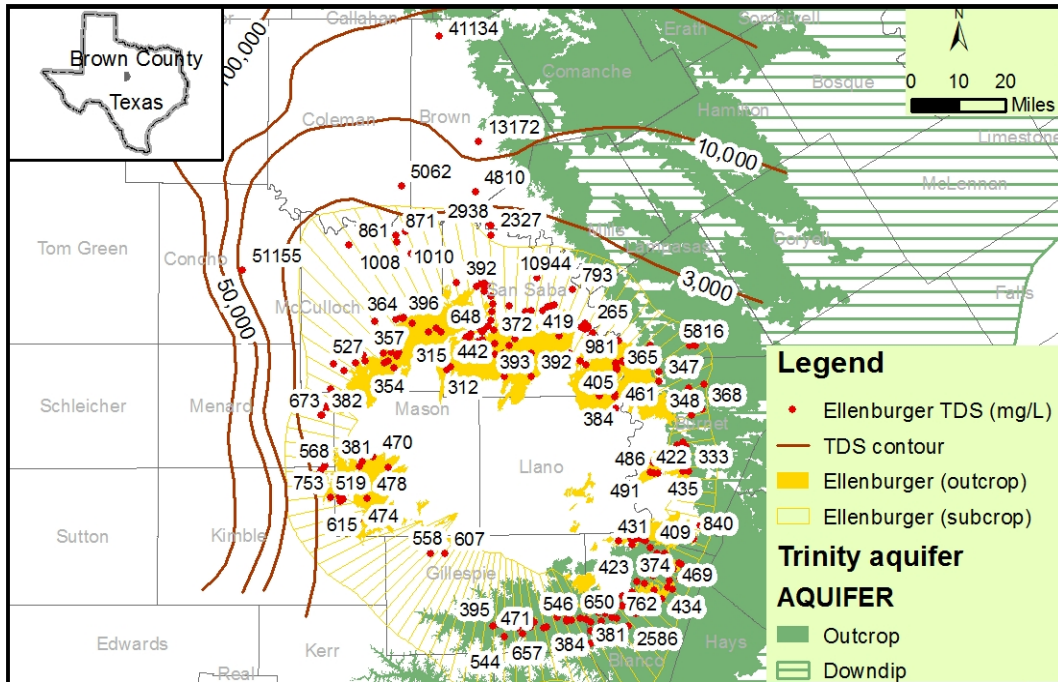 Callahan
Erath
Somervell
Brown County
Texas
41134
100,000
N
0 10 20
Miles
Comanche
Bosque
Hamilton
Coleman
Brown
13172
10,000
Limestone
5062
4810
McLennan
2938
2327
Mills
Lampasas
Coryell
861
871
Tom Green
Concho
51155
1008
1010
392
10944
793
3,000
Falls
San Saba
50,000
McCulloch
364
396
648
372
419
265
527
357
315
442
393
392
981
365
5816
347
354
312
405
461
348
368
Schleicher
Menard
673
382
Mason
384
Burnet
568
381
470
Llano
486
422
333
753
519
478
491
435
615
474
431
409
840
Sutton
Kimble
558
607
423
374
469
Gillespie
395
471
546
650
762
434
Edwards
Kerr
544
657
384
381
2586
Hays
Blanco
Real
Legend
Ellenburger TDS (mg/L)
TDS contour
Ellenburger (outcrop)
Ellenburger (subcrop)
Trinity aquifer
AQUIFER
Outcrop
Downdip